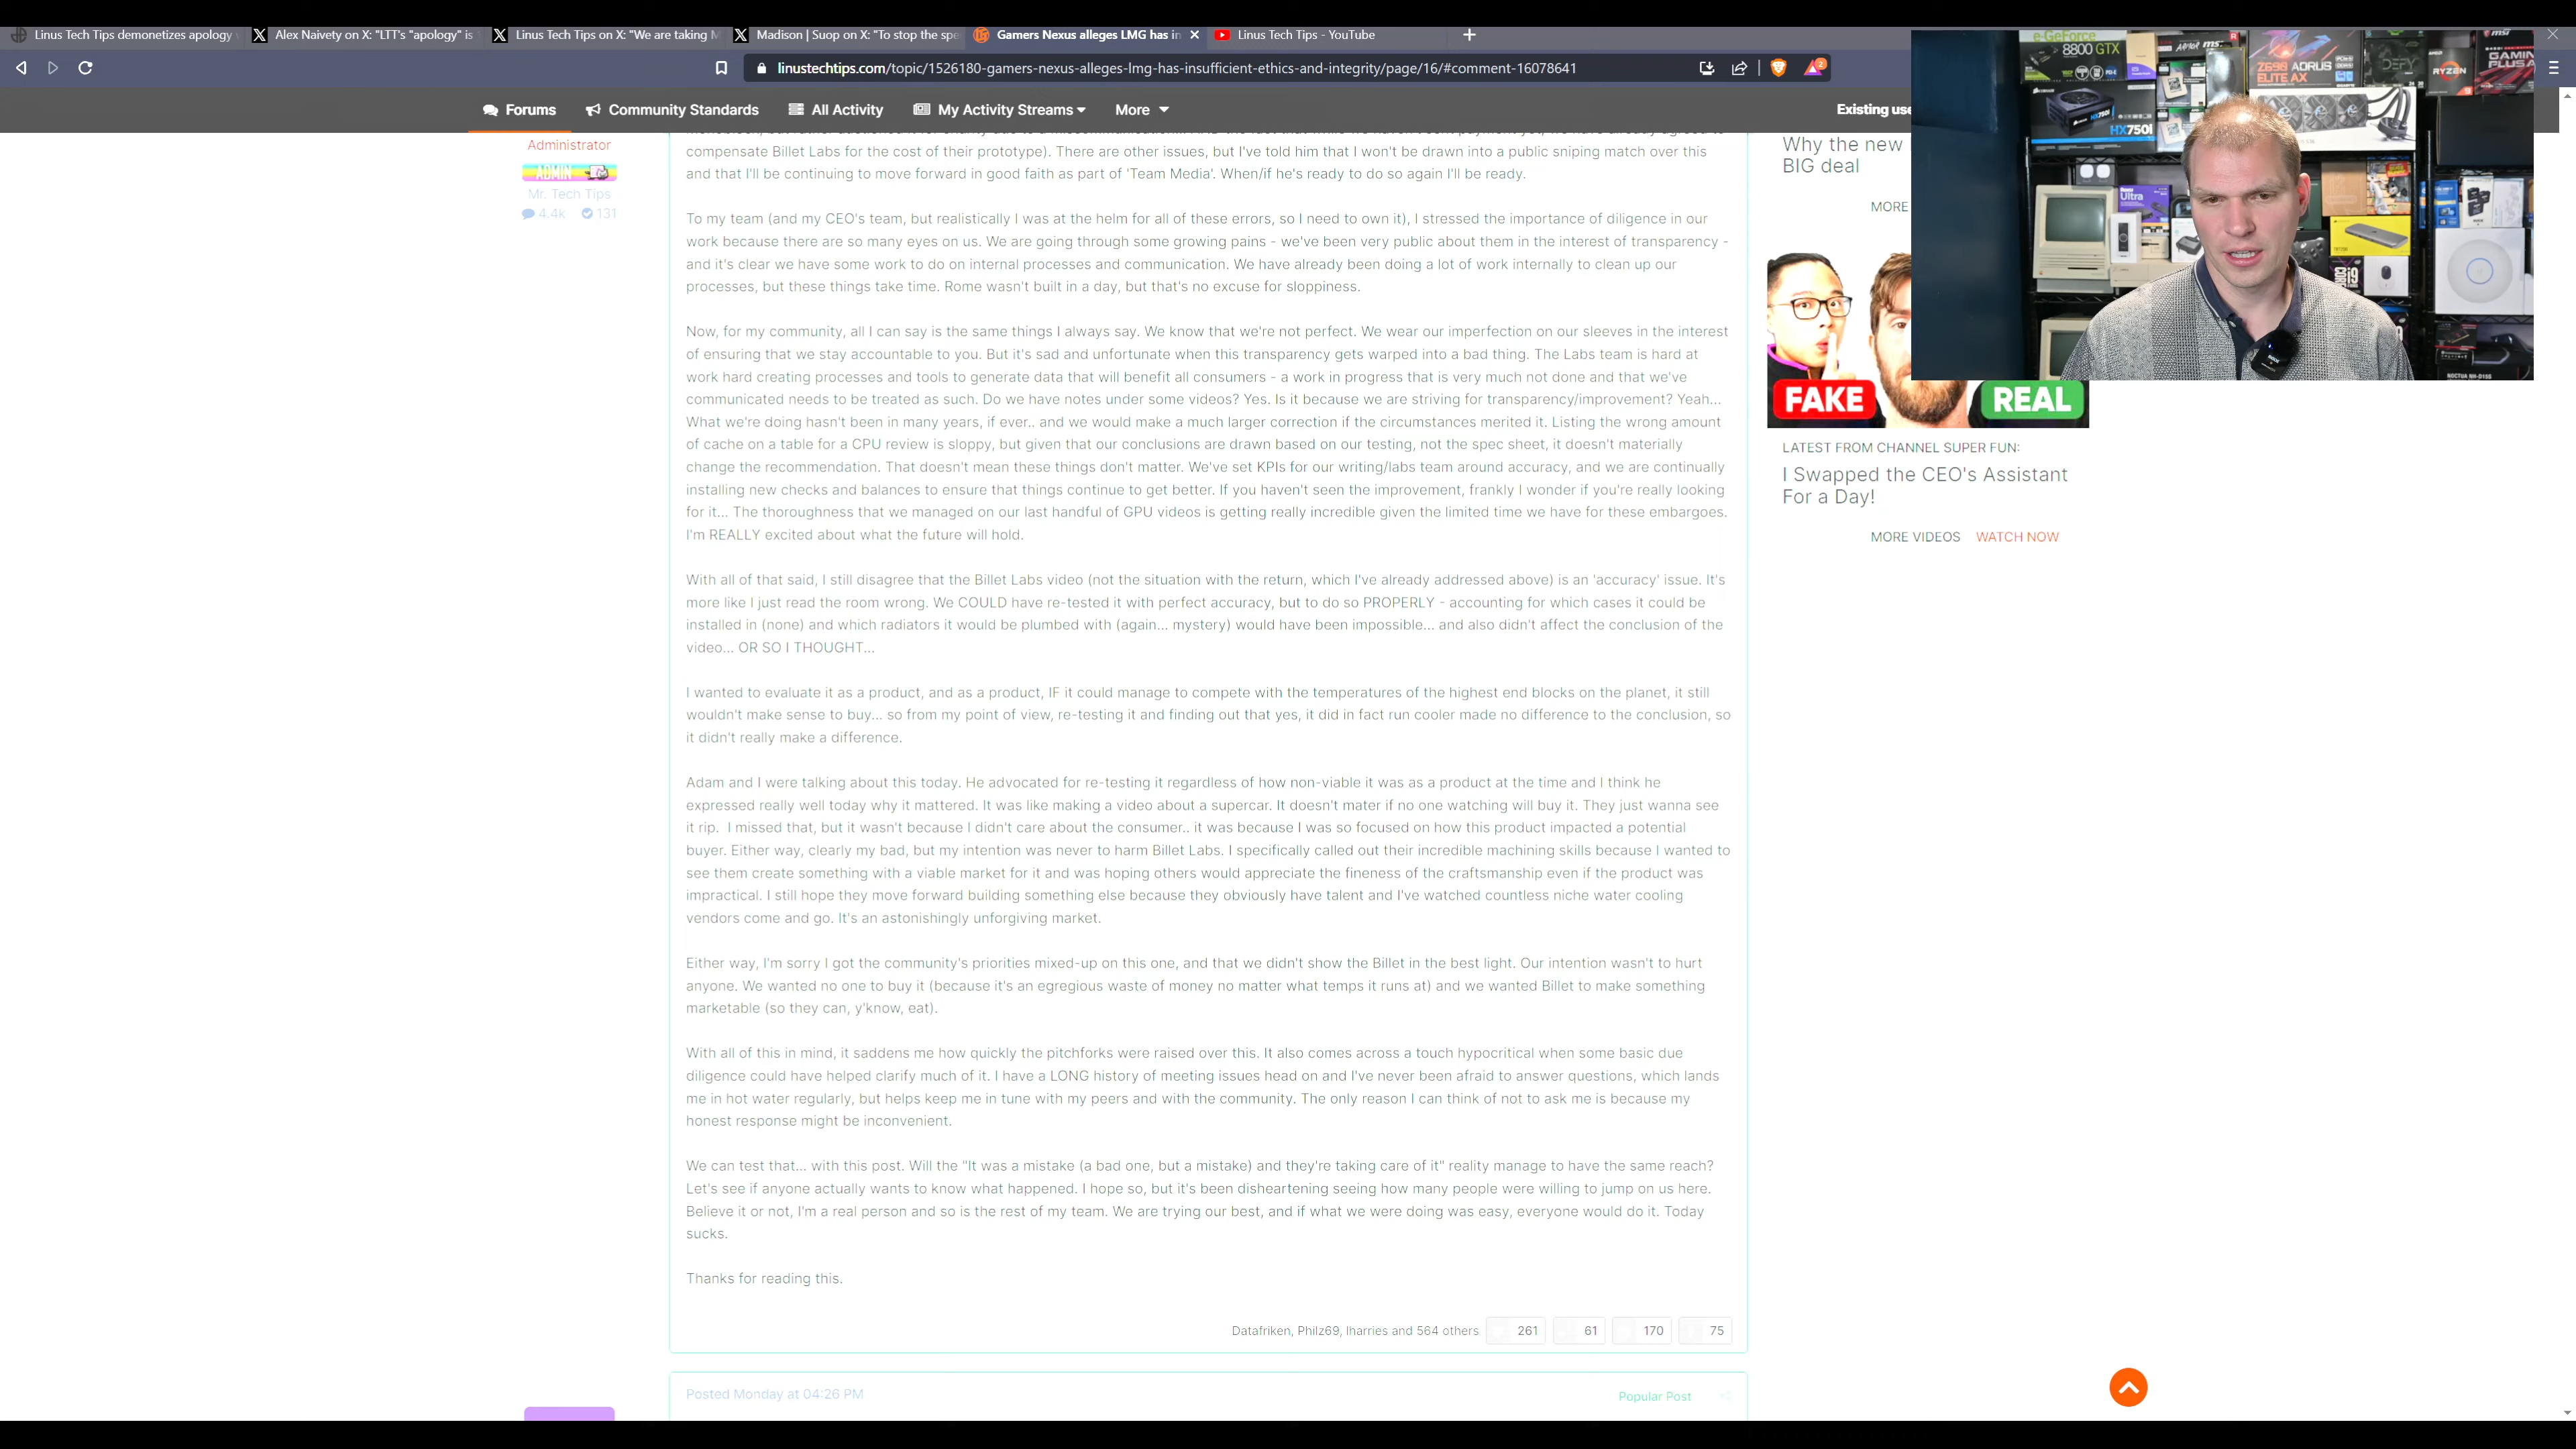 Linus Tech Tips demonetizes apology
Alex Naivety on X: "LTT's "apology" is
Linus Tech Tips on X: "We are taking M
Madison | Suop on X: "To stop the spe
Gamers Nexus alleges LMG has in
Linus Tech Tips - YouTube
linustechtips.com/topic/1526180-gamers-nexus-alleges-lmg-has-insufficient-ethics-and-integrity/page/16/#comment-16078641
2
Forums
Community Standards
All Activity
My Activity Streams
More
Existing use
Administrator
ADMIN
Mr. Tech Tips
4.4k 131
compensate Billet Labs for the cost of their prototype). There are other issues, but I've told him that I won't be drawn into a public sniping match over this
and that I'll be continuing to move forward in good faith as part of 'Team Media'. When/if he's ready to do so again I'll be ready.
To my team (and my CEO's team, but realistically I was at the helm for all of these errors, so I need to own it), I stressed the importance of diligence in our
work because there are so many eyes on us. We are going through some growing pains - we've been very public about them in the interest of transparency -
and it's clear we have some work to do on internal processes and communication. We have already been doing a lot of work internally to clean up our
processes, but these things take time. Rome wasn't built in a day, but that's no excuse for sloppiness.
Now, for my community, all I can say is the same things I always say. We know that we're not perfect. We wear our imperfection on our sleeves in the interest
of ensuring that we stay accountable to you. But it's sad and unfortunate when this transparency gets warped into a bad thing. The Labs team is hard at
work hard creating processes and tools to generate data that will benefit all consumers - a work in progress that is very much not done and that we've
communicated needs to be treated as such. Do we have notes under some videos? Yes. Is it because we are striving for transparency/improvement? Yeah...
What we're doing hasn't been in many years, if ever.. and we would make a much larger correction if the circumstances merited it. Listing the wrong amount
of cache on a table for a CPU review is sloppy, but given that our conclusions are drawn based on our testing, not the spec sheet, it doesn't materially
change the recommendation. That doesn't mean these things don't matter. We've set KPIs for our writing/labs team around accuracy, and we are continually
installing new checks and balances to ensure that things continue to get better. If you haven't seen the improvement, frankly I wonder if you're really looking
for it... The thoroughness that we managed on our last handful of GPU videos is getting really incredible given the limited time we have for these embargoes.
I'm REALLY excited about what the future will hold.
With all of that said, I still disagree that the Billet Labs video (not the situation with the return, which I've already addressed above) is an 'accuracy' issue. It's
more like I just read the room wrong. We COULD have re-tested it with perfect accuracy, but to do so PROPERLY - accounting for which cases it could be
installed in (none) and which radiators it would be plumbed with (again... mystery) would have been impossible... and also didn't affect the conclusion of the
video... OR SO I THOUGHT...
I wanted to evaluate it as a product, and as a product, IF it could manage to compete with the temperatures of the highest end blocks on the planet, it still
wouldn't make sense to buy... so from my point of view, re-testing it and finding out that yes, it did in fact run cooler made no difference to the conclusion, so
it didn't really make a difference.
Adam and I were talking about this today. He advocated for re-testing it regardless of how non-viable it was as a product at the time and I think he
expressed really well today why it mattered. It was like making a video about a supercar. It doesn't mater if no one watching will buy it. They just wanna see
it rip. I missed that, but it wasn't because I didn't care about the consumer.. it was because I was so focused on how this product impacted a potential
buyer. Either way, clearly my bad, but my intention was never to harm Billet Labs. I specifically called out their incredible machining skills because I wanted to
see them create something with a viable market for it and was hoping others would appreciate the fineness of the craftsmanship even if the product was
impractical. I still hope they move forward building something else because they obviously have talent and I've watched countless niche water cooling
vendors come and go. It's an astonishingly unforgiving market.
Either way, I'm sorry I got the community's priorities mixed-up on this one, and that we didn't show the Billet in the best light. Our intention wasn't to hurt
anyone. We wanted no one to buy it (because it's an egregious waste of money no matter what temps it runs at) and we wanted Billet to make something
marketable (so they can, y'know, eat).
With all of this in mind, it saddens me how quickly the pitchforks were raised over this. It also comes across a touch hypocritical when some basic due
diligence could have helped clarify much of it. I have a LONG history of meeting issues head on and I've never been afraid to answer questions, which lands
me in hot water regularly, but helps keep me in tune with my peers and with the community. The only reason I can think of not to ask me is because my
honest response might be inconvenient.
We can test that... with this post. Will the "It was a mistake (a bad one, but a mistake) and they're taking care of it" reality manage to have the same reach?
Let's see if anyone actually wants to know what happened. I hope so, but it's been disheartening seeing how many people were willing to jump on us here.
Believe it or not, I'm a real person and so is the rest of my team. We are trying our best, and if what we were doing was easy, everyone would do it. Today
sucks.
Thanks for reading this.
Datafriken, Philz69, lharries and 564 others 261 61 170 75
Posted Monday at 04:26 PM
Popular Post
Why the new
BIG deal
MORE
FAKE
REAL
LATEST FROM CHANNEL SUPER FUN:
I Swapped the CEO's Assistant
For a Day!
MORE VIDEOS WATCH NOW
e-GeForce
8800 GTX
HX750i
Ultra
Z690 AORUS
ELITE AX
DEFY
RYZEN
msi
GAMING
i9
NOCTUA NH-D15S